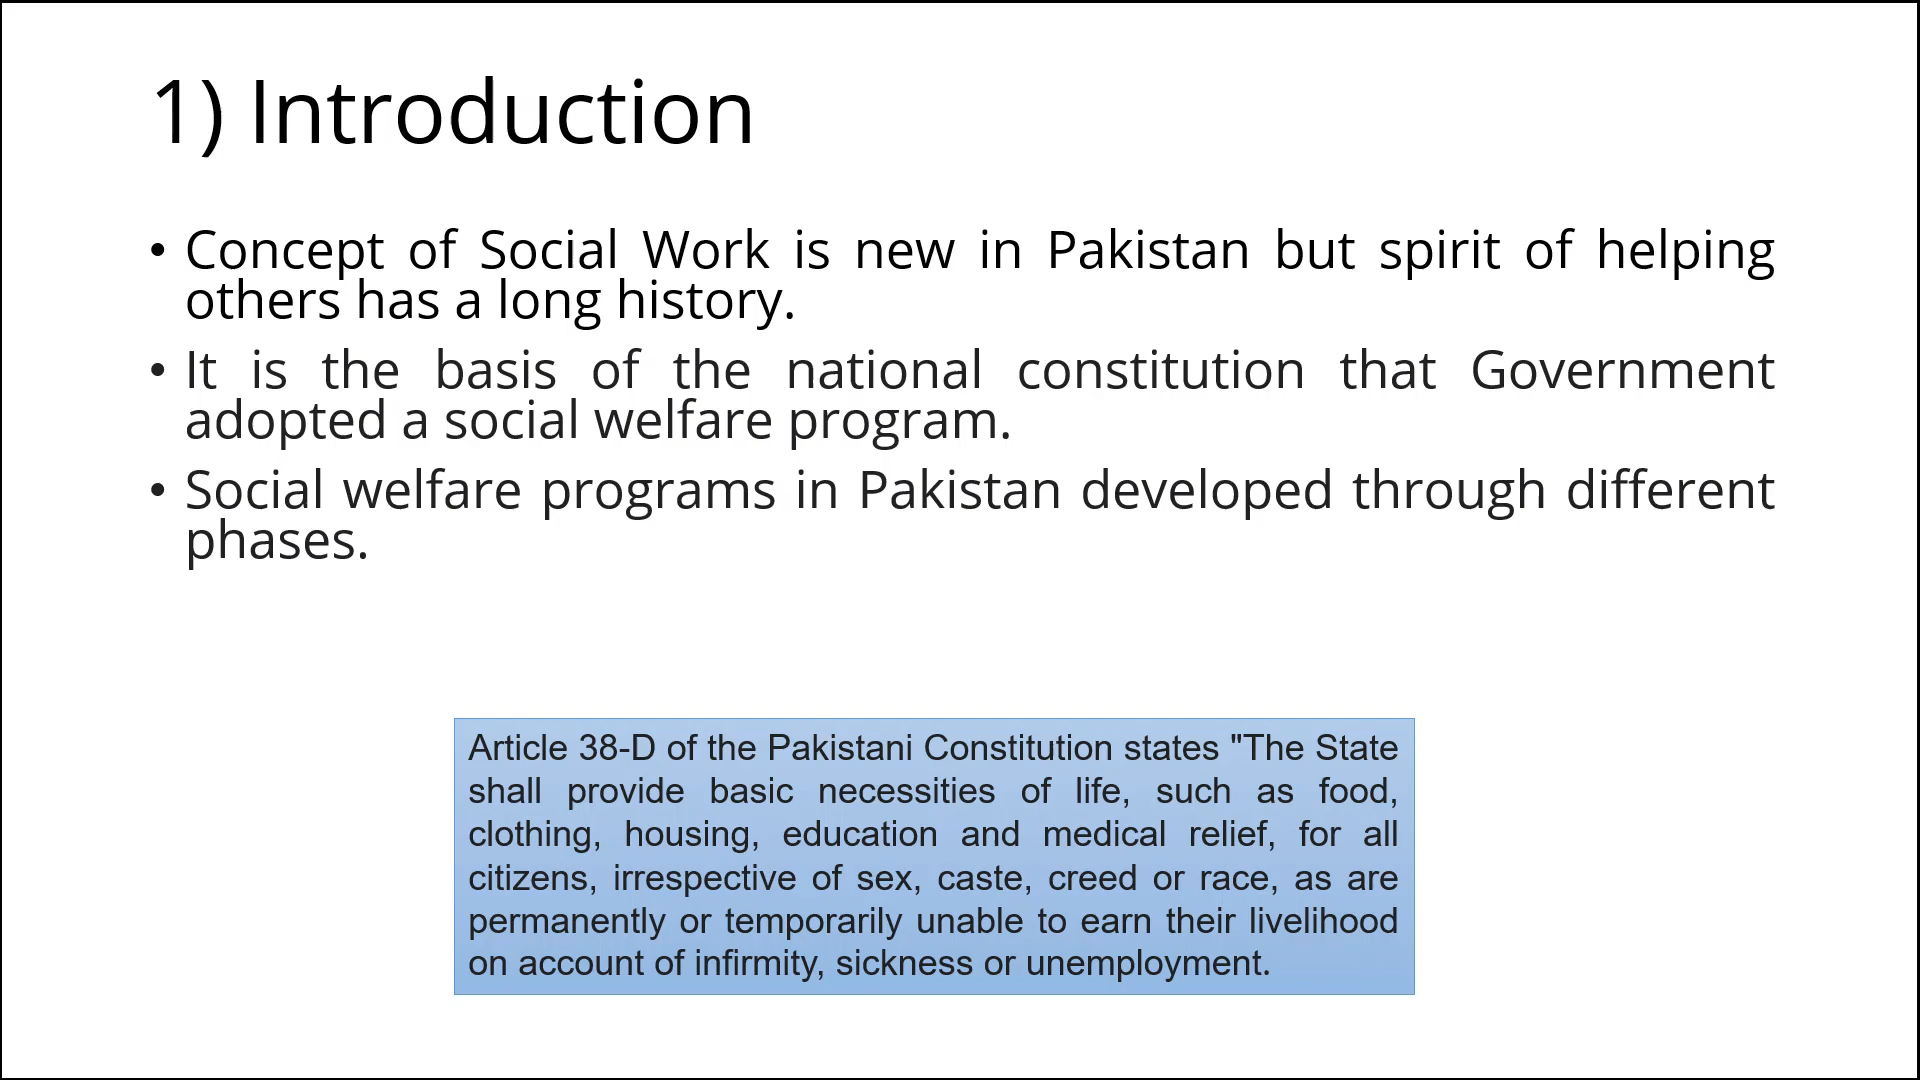 1) Introduction
• Concept of Social Work is new in Pakistan but spirit of helping
others has a long history.
• It is the basis of the national constitution that Government
adopted a social welfare program.
• Social welfare programs in Pakistan developed through different
phases.
Article 38-D of the Pakistani Constitution states "The State
shall provide basic necessities of life, such as food,
clothing, housing, education and medical relief, for all
citizens, irrespective of sex, caste, creed or race, as are
permanently or temporarily unable to earn their livelihood
on account of infirmity, sickness or unemployment.